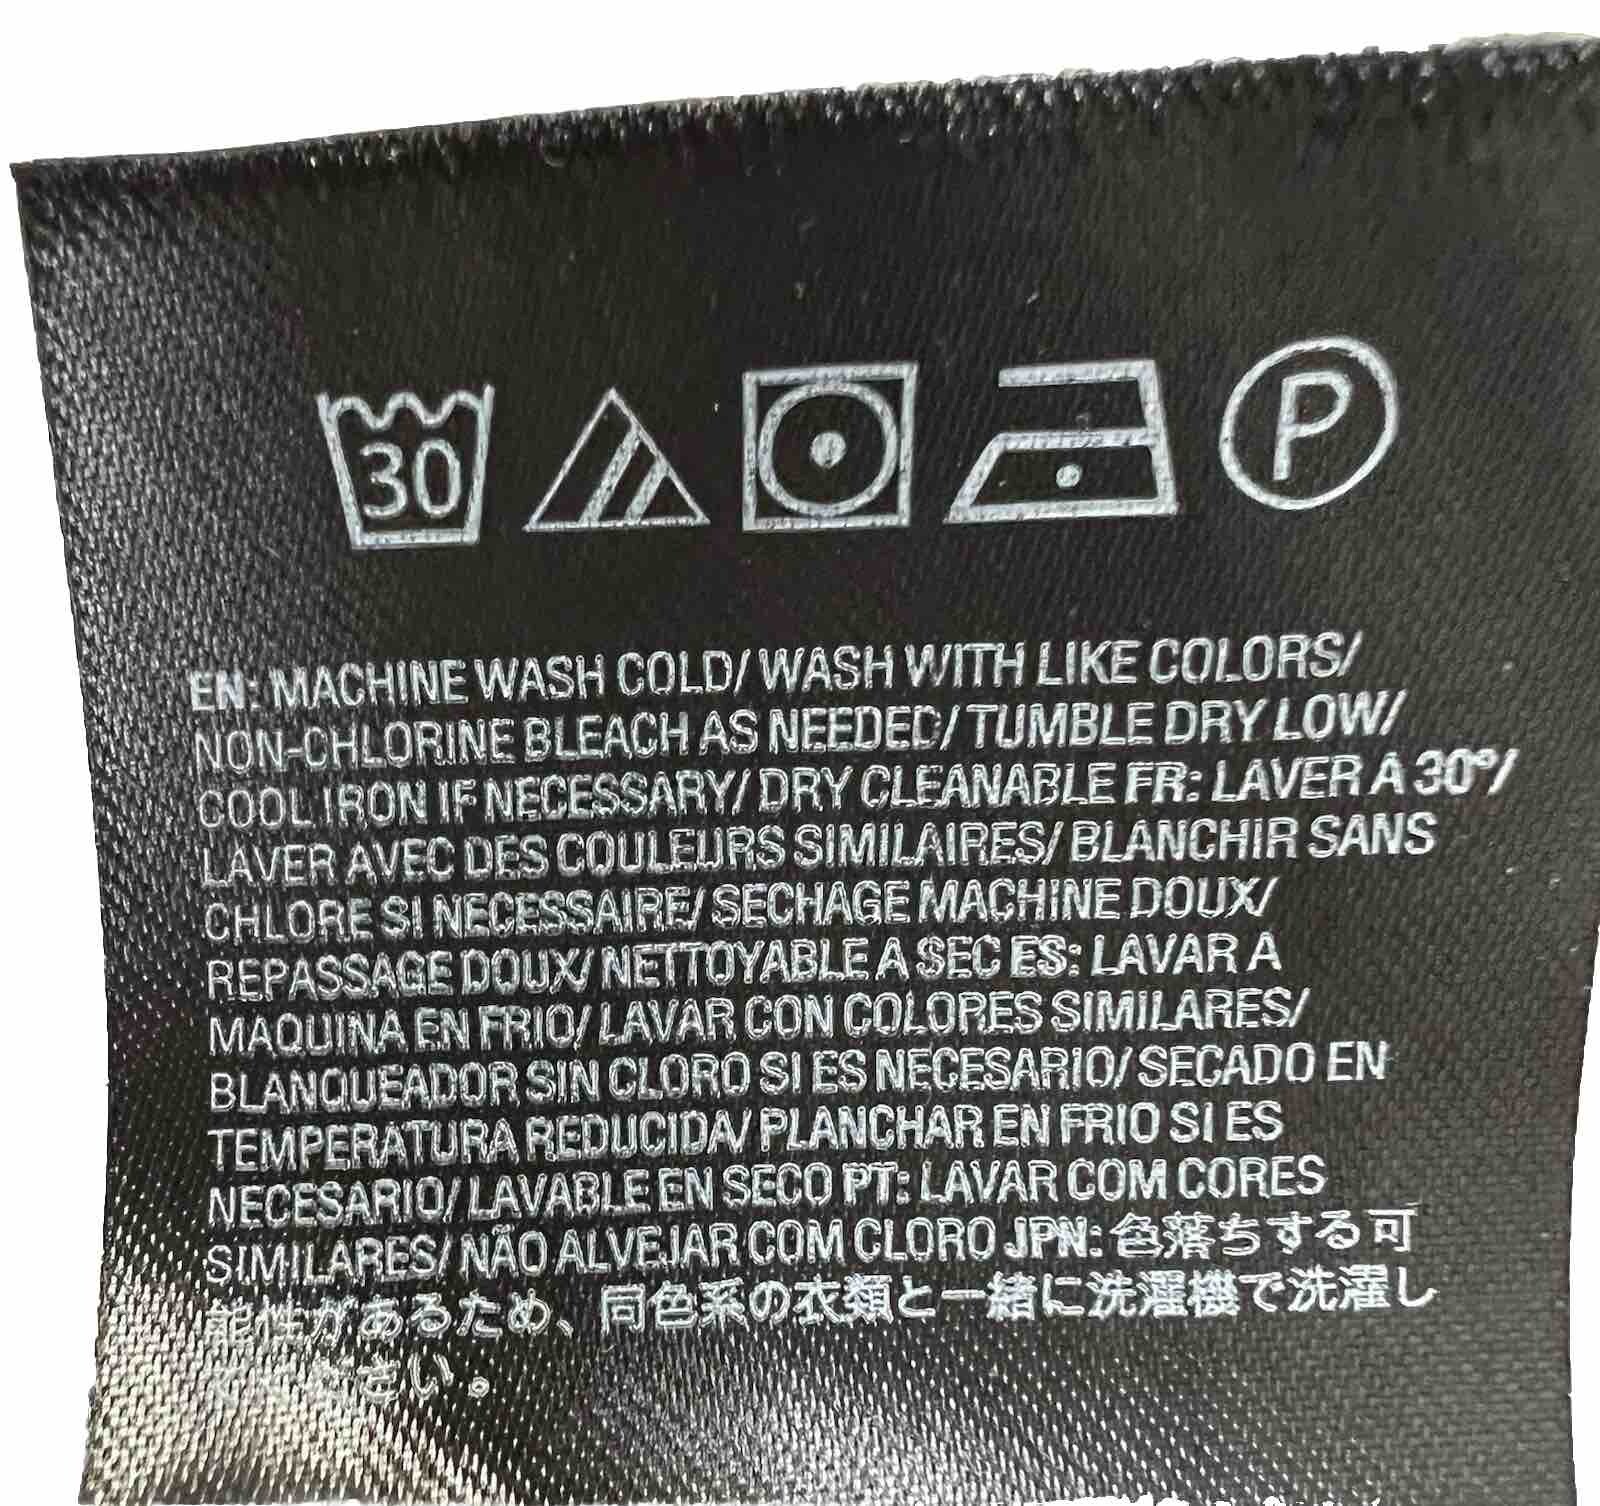 30
P
EN: MACHINE WASH COLD/ WASH WITH LIKE COLORS/
NON-CHLORINE BLEACH AS NEEDED/ TUMBLE DRY LOW/
COOL IRON IF NECESSARY/ DRY CLEANABLE FR: LAVER A 30°/
LAVER AVEC DES COULEURS SIMILAIRES/ BLANCHIR SANS
CHLORE SI NECESSAIRE/ SECHAGE MACHINE DOUX/
REPASSAGE DOUX/ NETTOYABLE A SEC ES: LAVAR A
MAQUINA EN FRIO/ LAVAR CON COLORES SIMILARES/
BLANQUEADOR SIN CLORO SI ES NECESARIO/ SECADO EN
TEMPERATURA REDUCIDA/ PLANCHAR EN FRIO SI ES
NECESARIO/ LAVABLE EN SECO PT: LAVAR COM CORES
SIMILARES/ NÃO ALVEJAR COM CLORO JPN: 色落ちする可
能性があるため、同色系の衣類と一緒に洗濯機で洗濯し
てください。